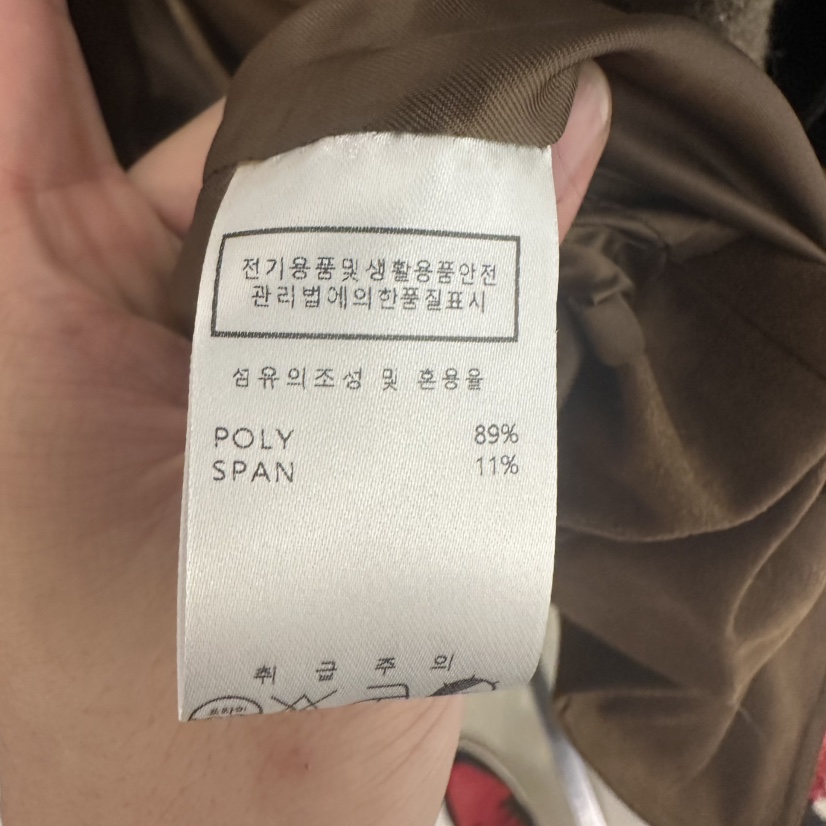 전기용품및생활용품안전
관리법에의한품질표시
섬유의조성 및 혼용율
POLY 89%
SPAN 11%
취 급 주 의